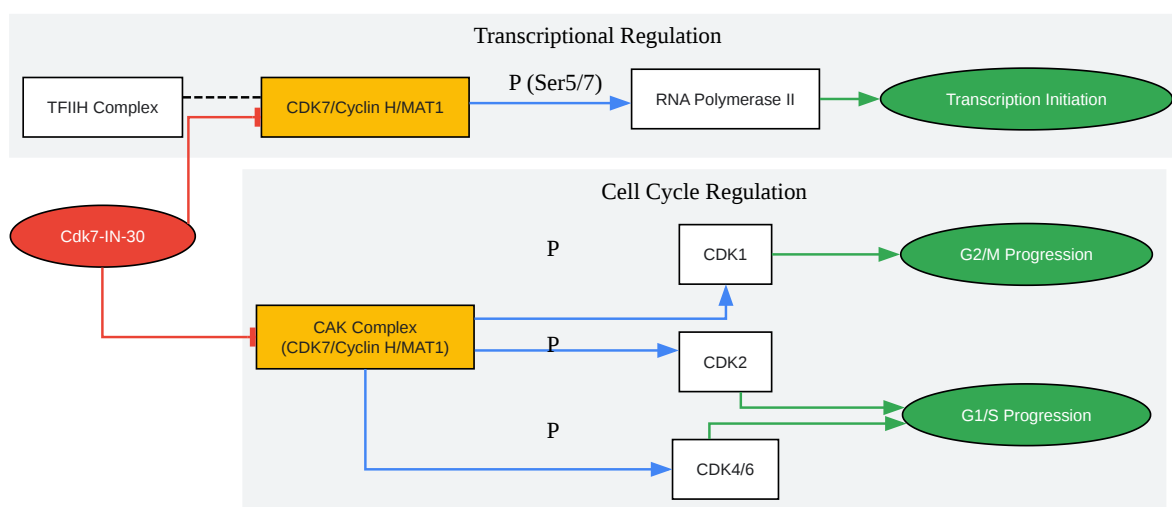 Transcriptional Regulation
TFIIH Complex
CDK7/Cyclin H/MAT1
P (Ser5/7)
RNA Polymerase II
Transcription Initiation
Cdk7-IN-30
Cell Cycle Regulation
P
CDK1
G2/M Progression
CAK Complex
(CDK7/Cyclin H/MAT1)
P
CDK2
G1/S Progression
P
CDK4/6